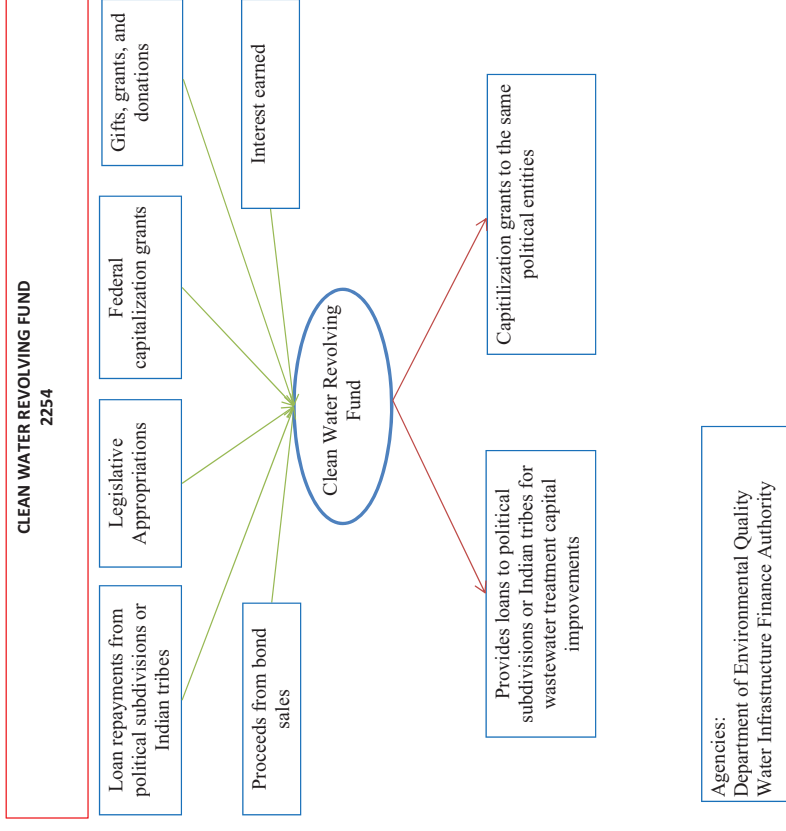 CLEAN WATER REVOLVING FUND
2254
Loan repayments from
political subdivisions or
Indian tribes
Legislative
Appropriations
Federal
capitalization grants
Gifts, grants, and
donations
Proceeds from bond
sales
Interest earned
Clean Water Revolving
Fund
Provides loans to political
subdivisions or Indian tribes for
wastewater treatment capital
improvements
Capitilization grants to the same
political entities
Agencies:
Department of Environmental Quality
Water Infrastructure Finance Authority